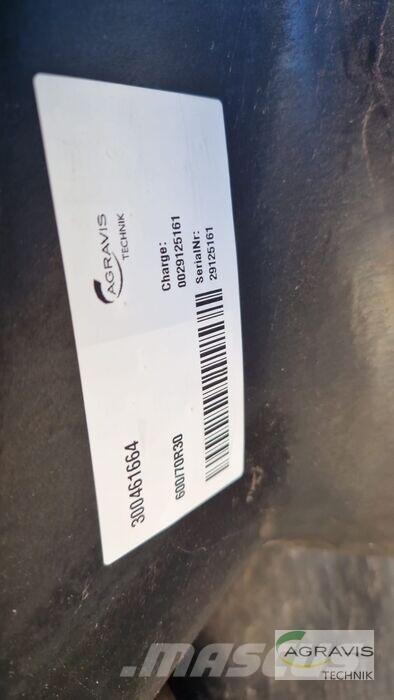 300461664
600/70R30
AGRAVIS
TECHNIK
Charge:
0029125161
SerialNr:
29125161
mascus
AGRAVIS
TECHNIK